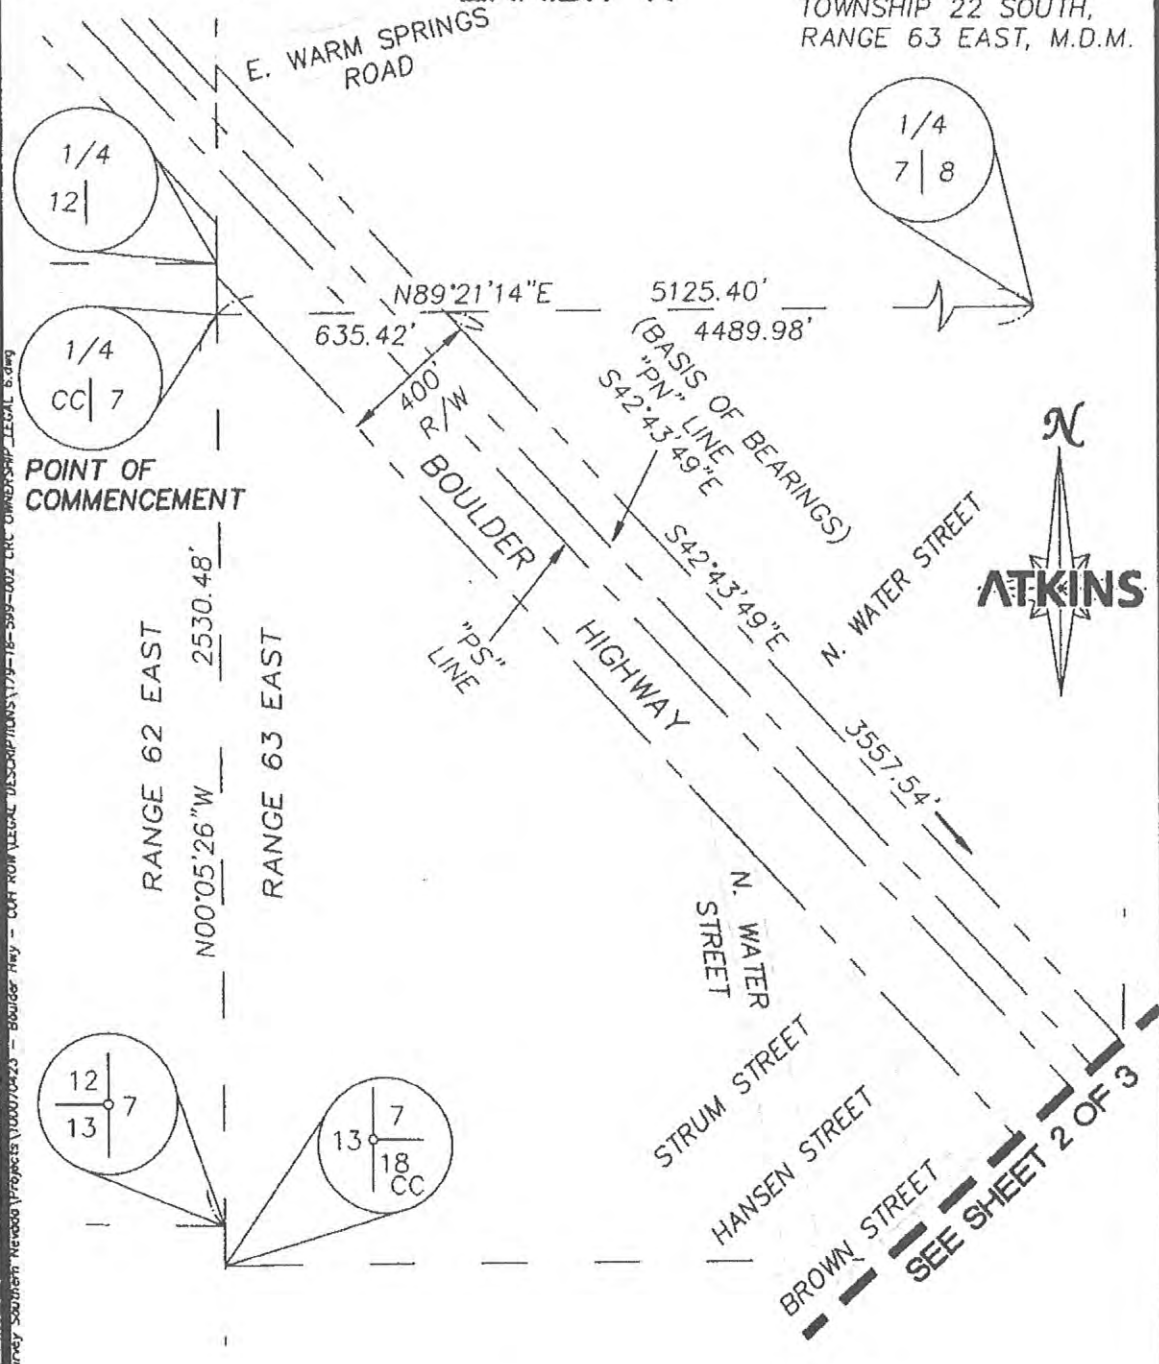 TOWNSHIP 22 SOUTH,
RANGE 63 EAST, M.D.M.
E. WARM SPRINGS
ROAD
1/4
12
1/4
7 8
N89°21'14"E
5125.40'
635.42'
4489.98'
1/4
CC 7
POINT OF
COMMENCEMENT
400'
R/W
(BASIS OF BEARINGS)
"PN" LINE
S42°43'49"E
BOULDER
HIGHWAY
S42°43'49"E
3557.54'
N. WATER STREET
N
ATKINS
"PS"
LINE
RANGE 62 EAST
N00°05'26"W 2530.48'
RANGE 63 EAST
N. WATER
STREET
12
7
13
7
13
18
CC
STRUM STREET
HANSEN STREET
BROWN STREET
SEE SHEET 2 OF 3